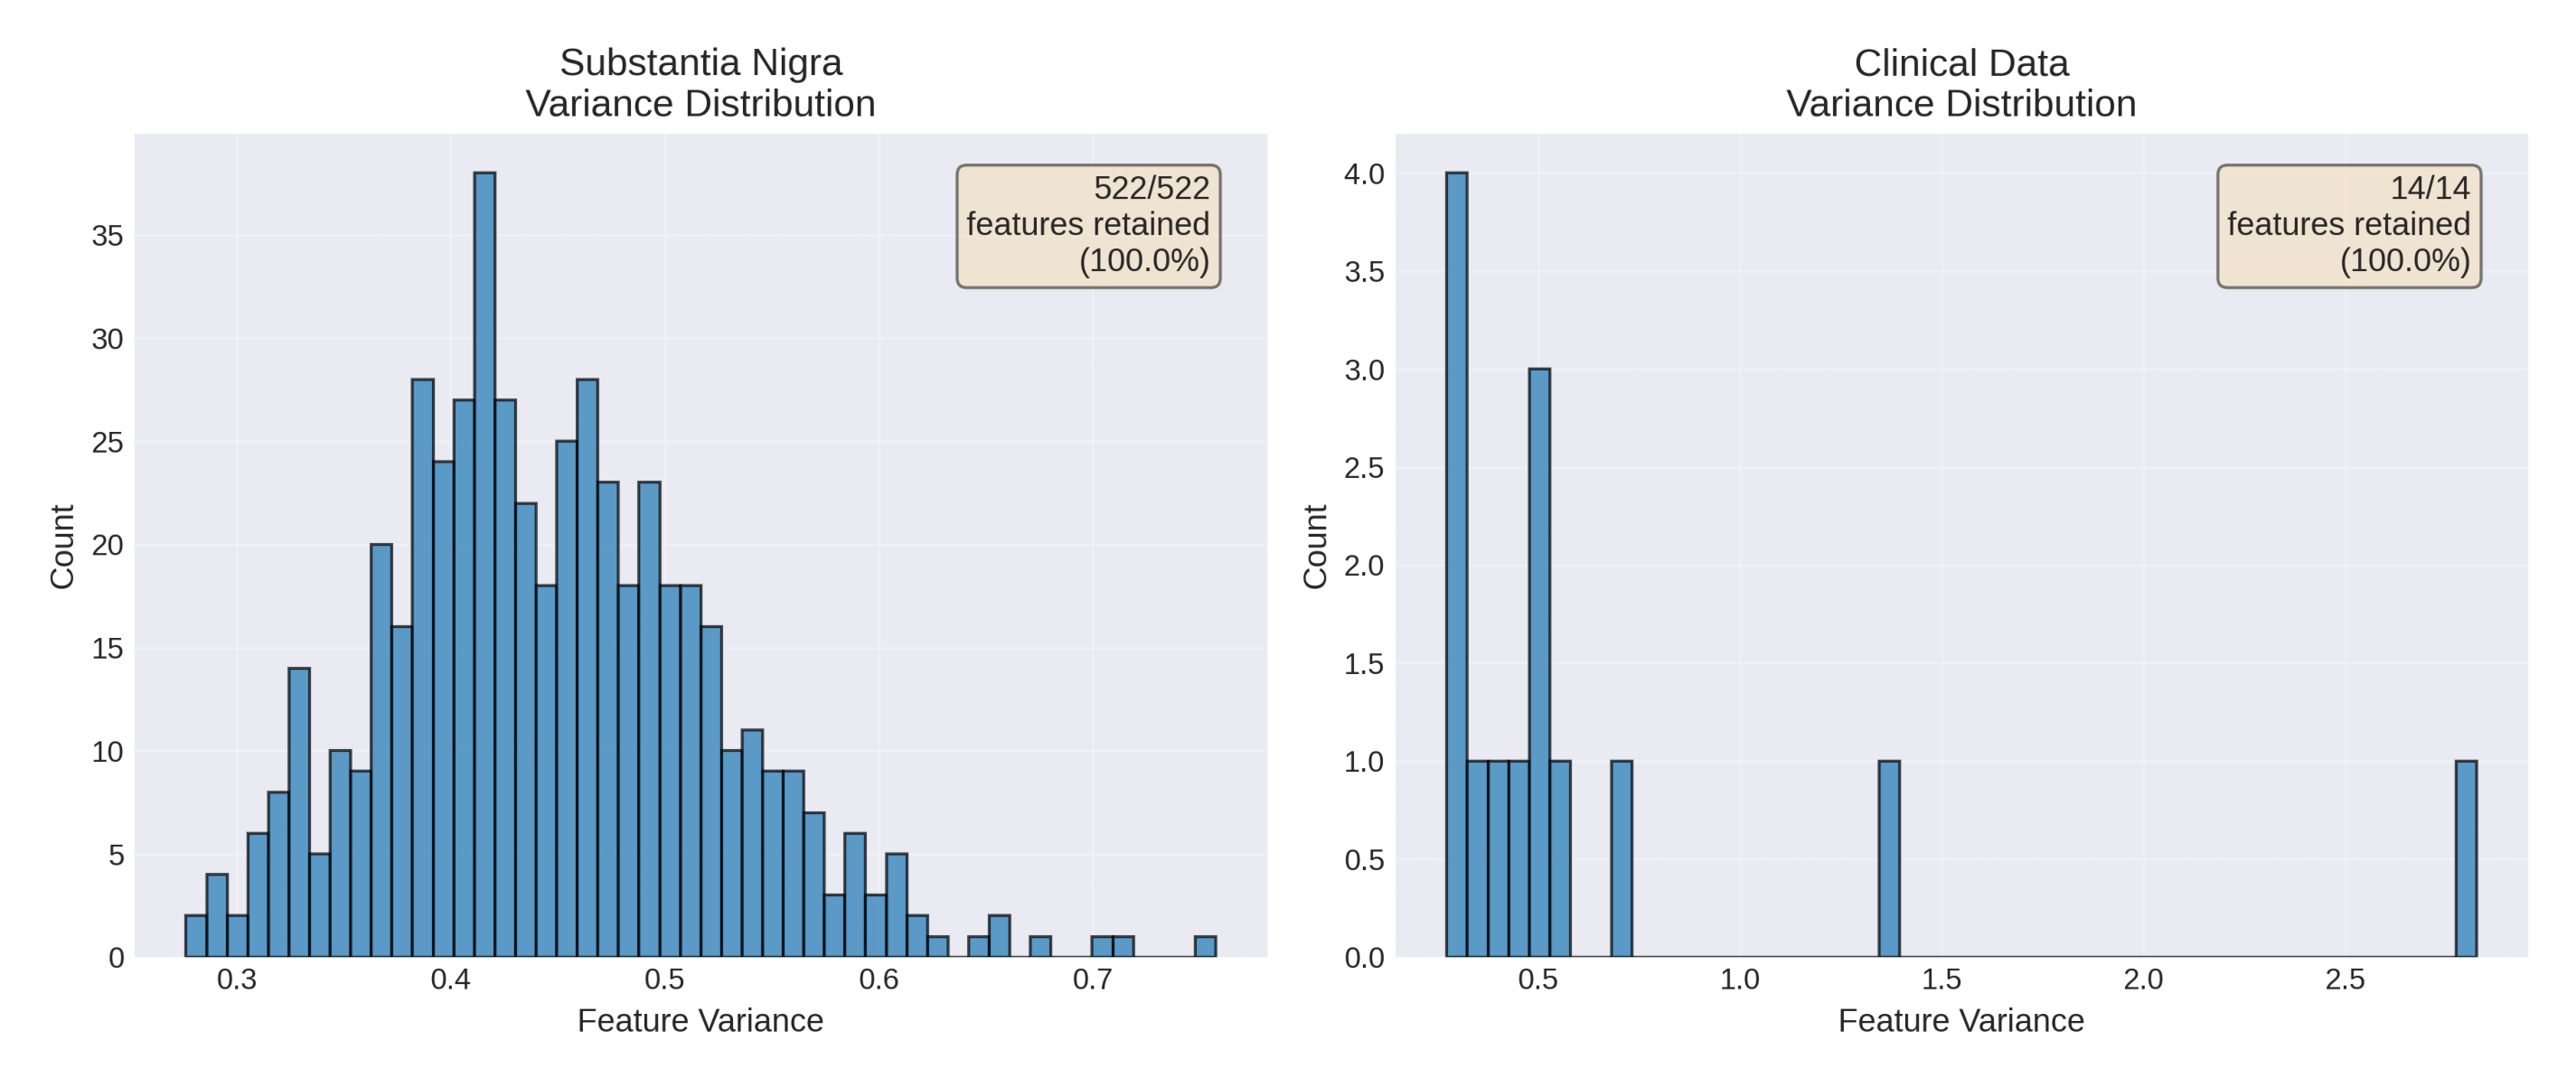 Substantia Nigra
Variance Distribution
522/522
features retained
(100.0%)
35
30
25
20
15
10
5
0
Count
0.3 0.4 0.5 0.6 0.7
Feature Variance
Clinical Data
Variance Distribution
14/14
features retained
(100.0%)
4.0
3.5
3.0
2.5
2.0
1.5
1.0
0.5
0.0
Count
0.5 1.0 1.5 2.0 2.5
Feature Variance